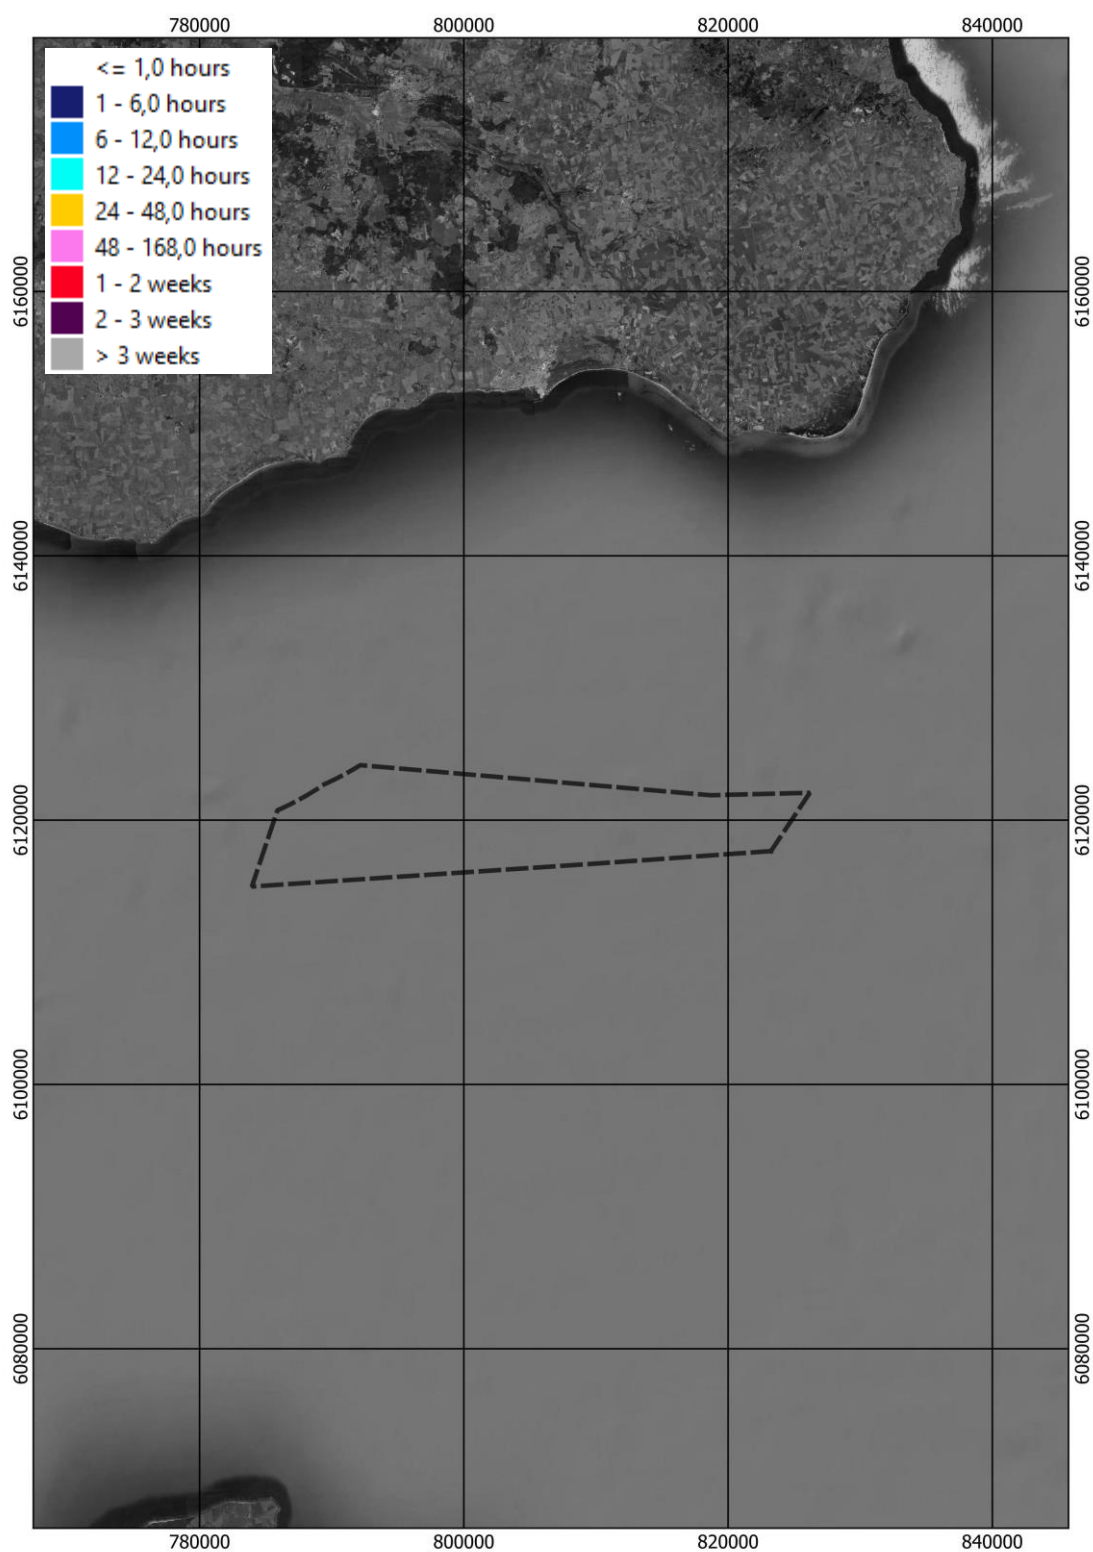 780000 800000 820000 840000
<= 1,0 hours
1 - 6,0 hours
6 - 12,0 hours
12 - 24,0 hours
24 - 48,0 hours
48 - 168,0 hours
1 - 2 weeks
2 - 3 weeks
> 3 weeks
6160000 6160000
6140000 6140000
6120000 6120000
6100000 6100000
6080000 6080000
780000 800000 820000 840000